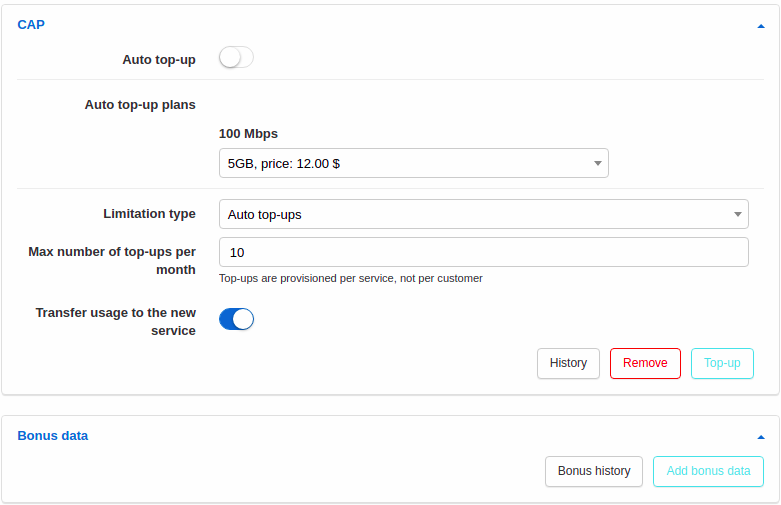 CAP
Auto top-up
Auto top-up plans
100 Mbps
5GB, price: 12.00 $
Limitation type
Auto top-ups
Max number of top-ups per
month
10
Top-ups are provisioned per service, not per customer
Transfer usage to the new
service
History
Remove
Top-up
Bonus data
Bonus history
Add bonus data